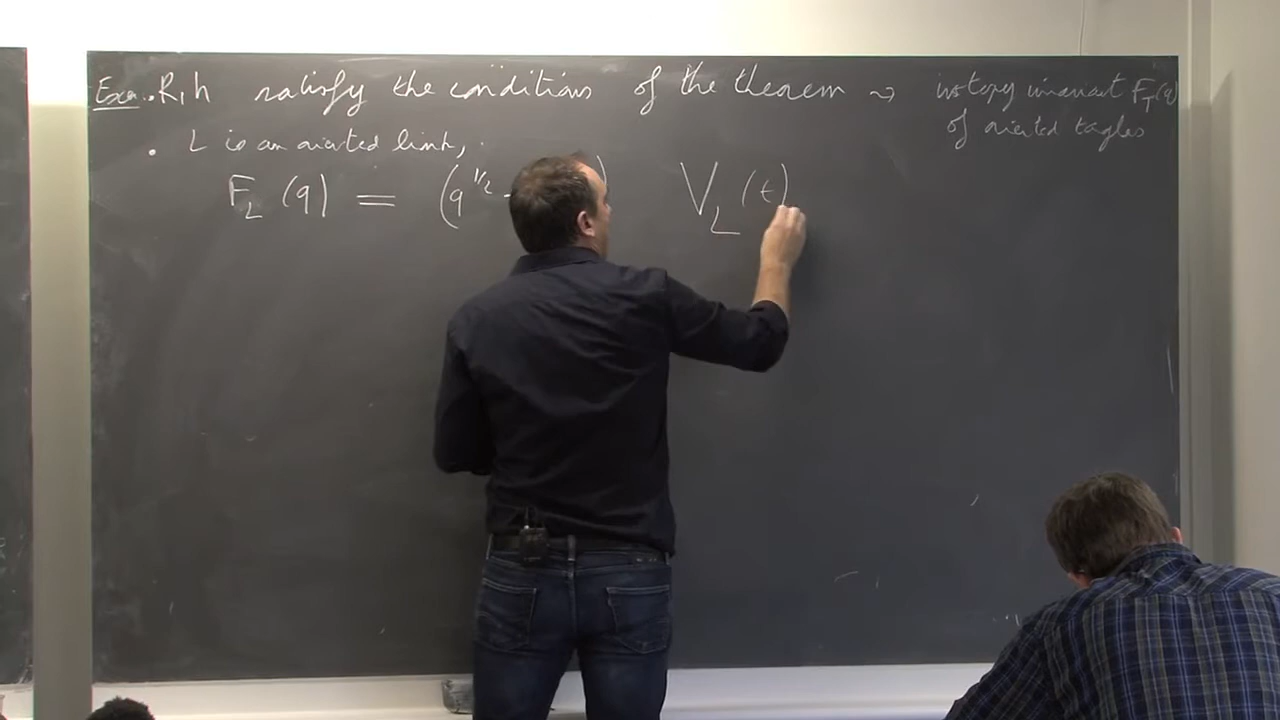 Exa. • R, h satisfy the conditions of the theorem ⇝ isotopy invariant F_T(q)
of oriented tagles
• L is an oriented link,
F_L(q) = (q^{1/2} ) V_L(t)